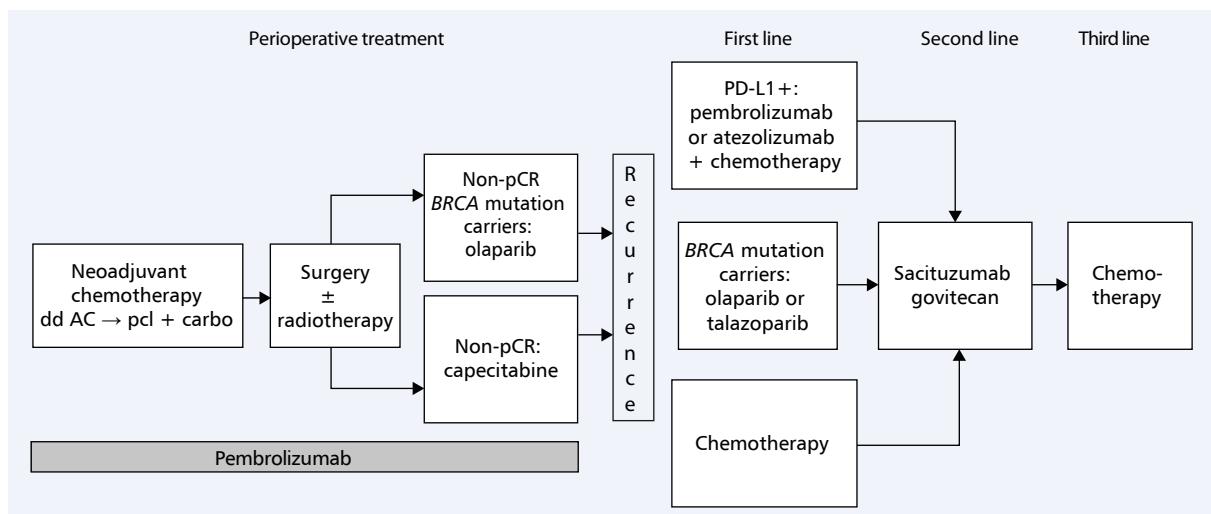 Perioperative treatment
First line
Second line
Third line
Neoadjuvant
chemotherapy
dd AC → pcl + carbo
Surgery
±
radiotherapy
Non-pCR
BRCA mutation
carriers:
olaparib
Non-pCR:
capecitabine
Pembrolizumab
Recurrence
PD-L1+:
pembrolizumab
or atezolizumab
+ chemotherapy
BRCA mutation
carriers:
olaparib or
talazoparib
Chemotherapy
Sacituzumab
govitecan
Chemo-
therapy